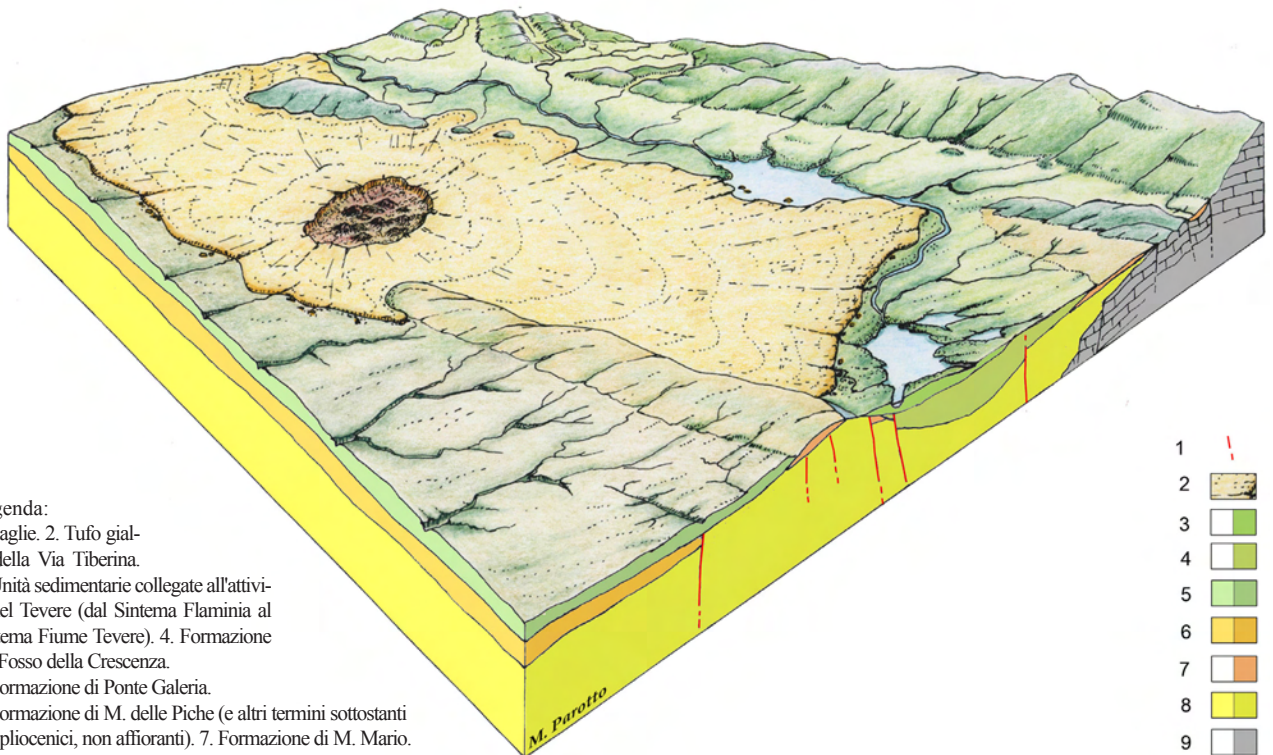 genda:
aglie. 2. Tufo gial-
della Via Tiberina.
Unità sedimentarie collegate all'attivi-
el Tevere (dal Sintema Flaminia al
tema Fiume Tevere). 4. Formazione
Fosso della Crescenza.
ormazione di Ponte Galeria.
ormazione di M. delle Piche (e altri termini sottostanti
pliocenici, non affioranti). 7. Formazione di M. Mario.
M. Parotto
1
2
3
4
5
6
7
8
9